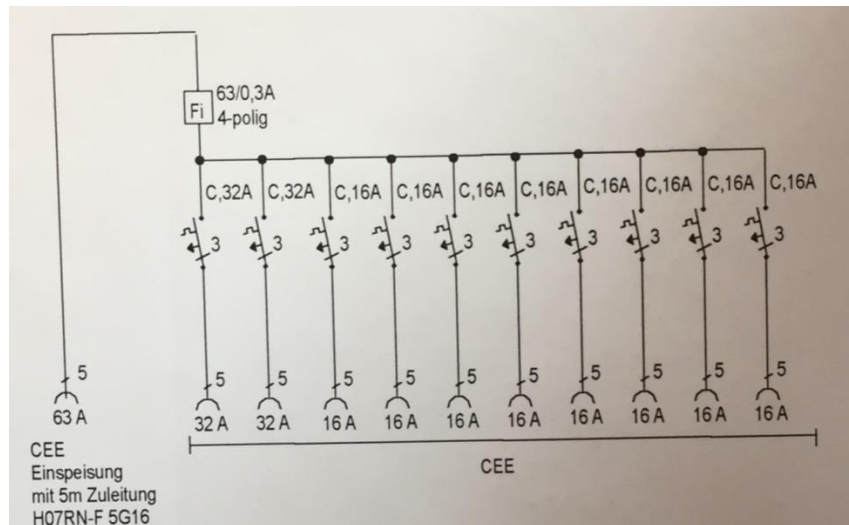 63/0,3A
Fi
4-polig
C,32A C,32A C,16A C,16A C,16A C,16A C,16A C,16A C,16A C,16A
3 3 3 3 3 3 3 3 3 3
5 5 5 5 5 5 5 5 5 5 5
63 A 32 A 32 A 16 A 16 A 16 A 16 A 16 A 16 A 16 A 16 A
CEE
Einspeisung
mit 5m Zuleitung
H07RN-F 5G16
CEE